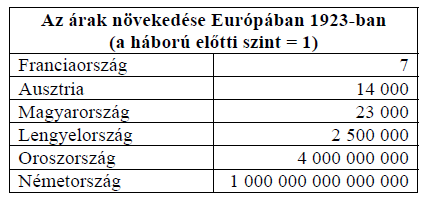 Az árak növekedése Európában 1923-ban
(a háború előtti szint = 1)
Franciaország 7
Ausztria 14 000
Magyarország 23 000
Lengyelország 2 500 000
Oroszország 4 000 000 000
Németország 1 000 000 000 000 000